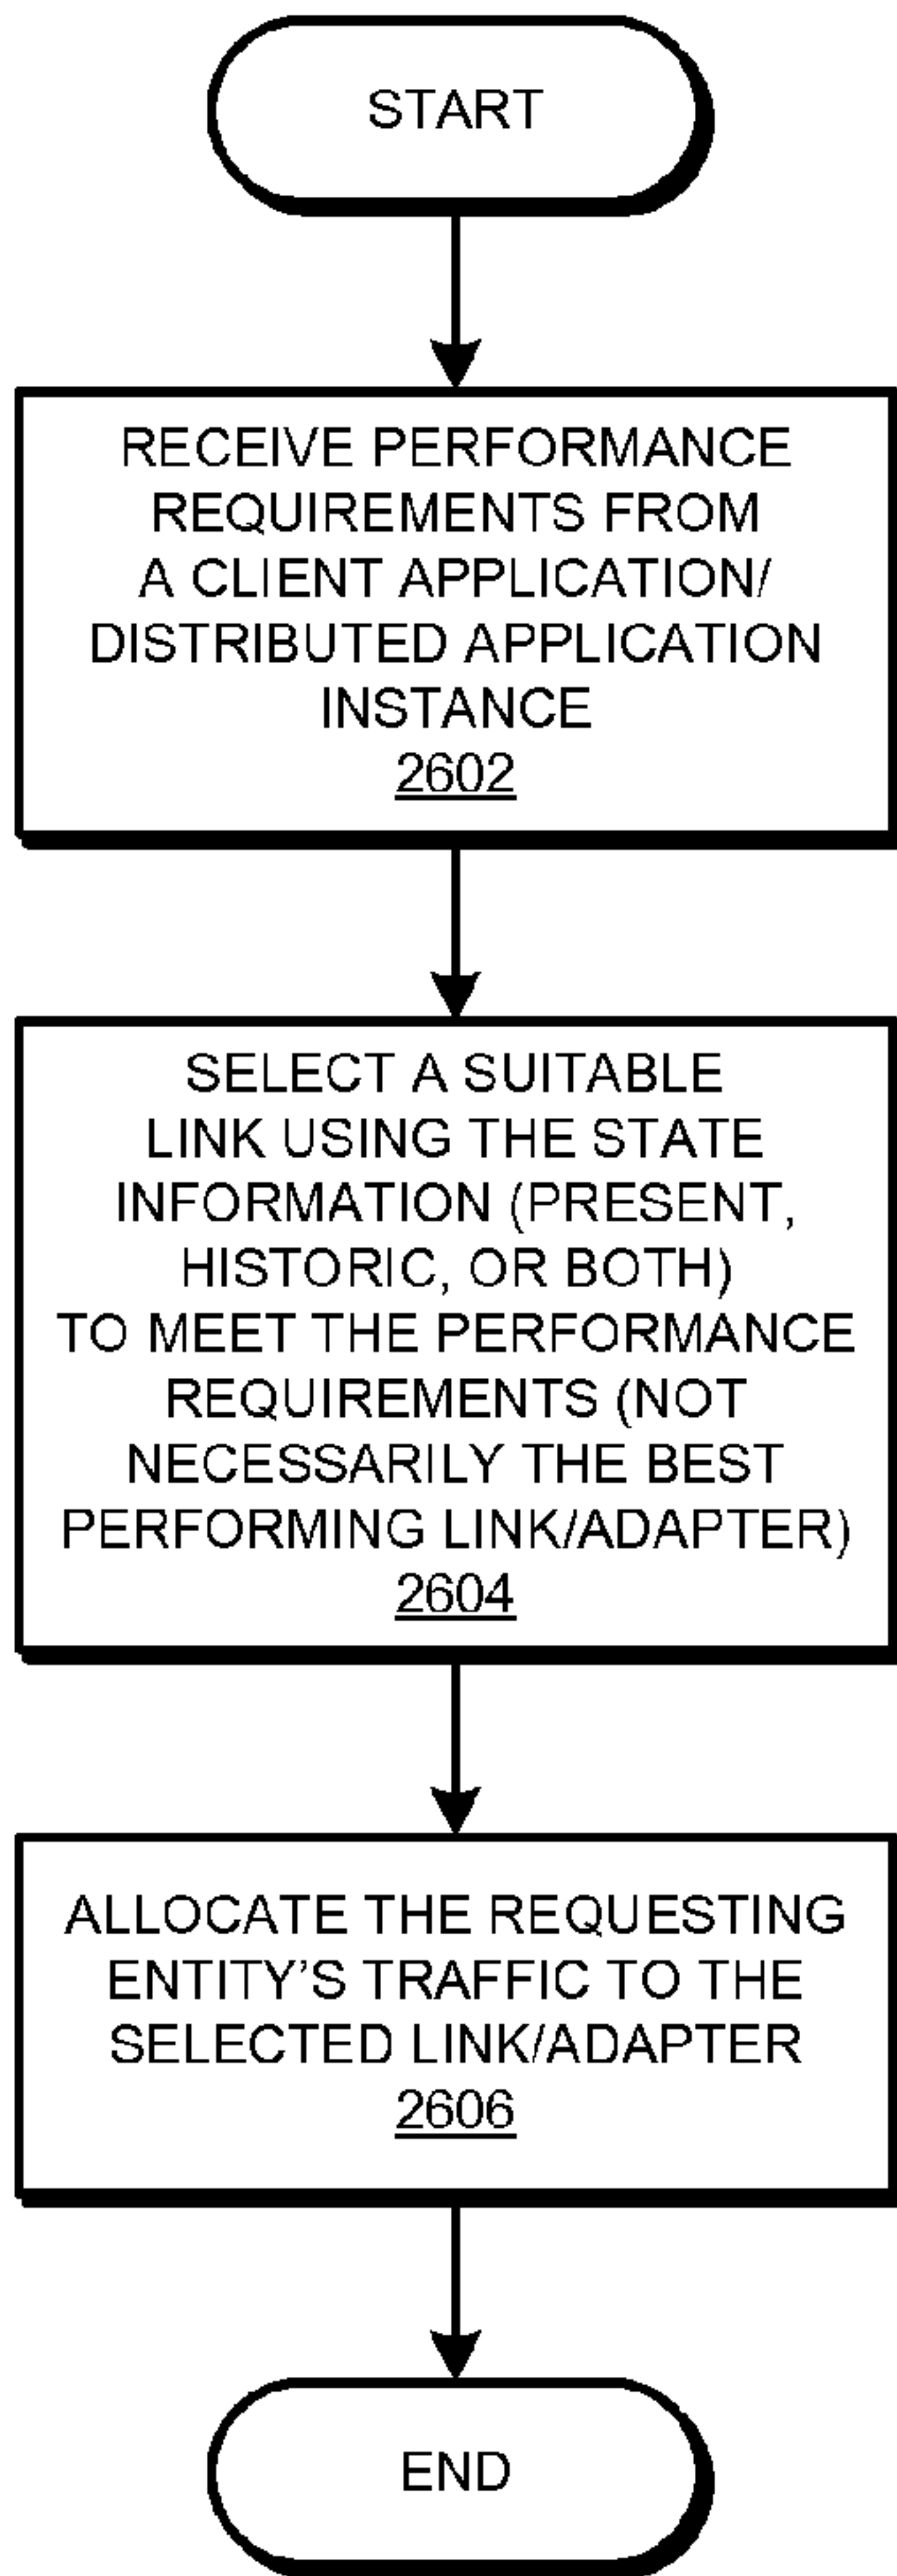 START
RECEIVE PERFORMANCE
REQUIREMENTS FROM
A CLIENT APPLICATION/
DISTRIBUTED APPLICATION
INSTANCE
2602
SELECT A SUITABLE
LINK USING THE STATE
INFORMATION (PRESENT,
HISTORIC, OR BOTH)
TO MEET THE PERFORMANCE
REQUIREMENTS (NOT
NECESSARILY THE BEST
PERFORMING LINK/ADAPTER)
2604
ALLOCATE THE REQUESTING
ENTITY'S TRAFFIC TO THE
SELECTED LINK/ADAPTER
2606
END